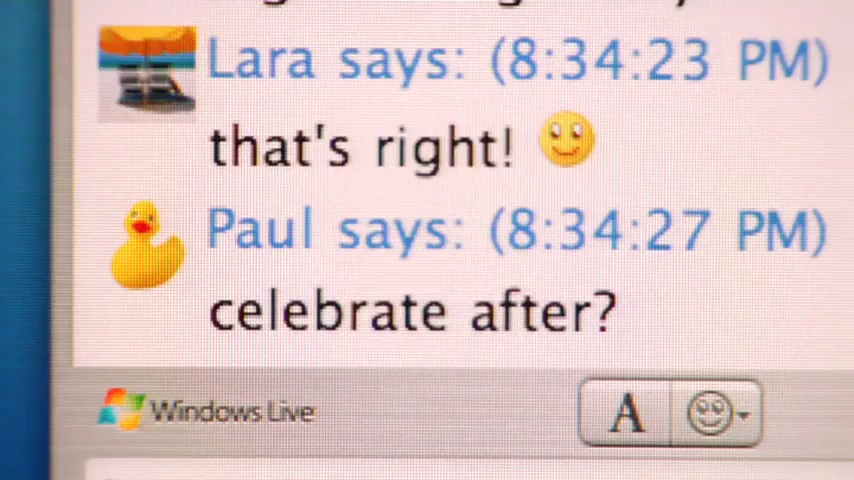 Lara says: (8:34:23 PM)
that's right!
Paul says: (8:34:27 PM)
celebrate after?
Windows Live
A